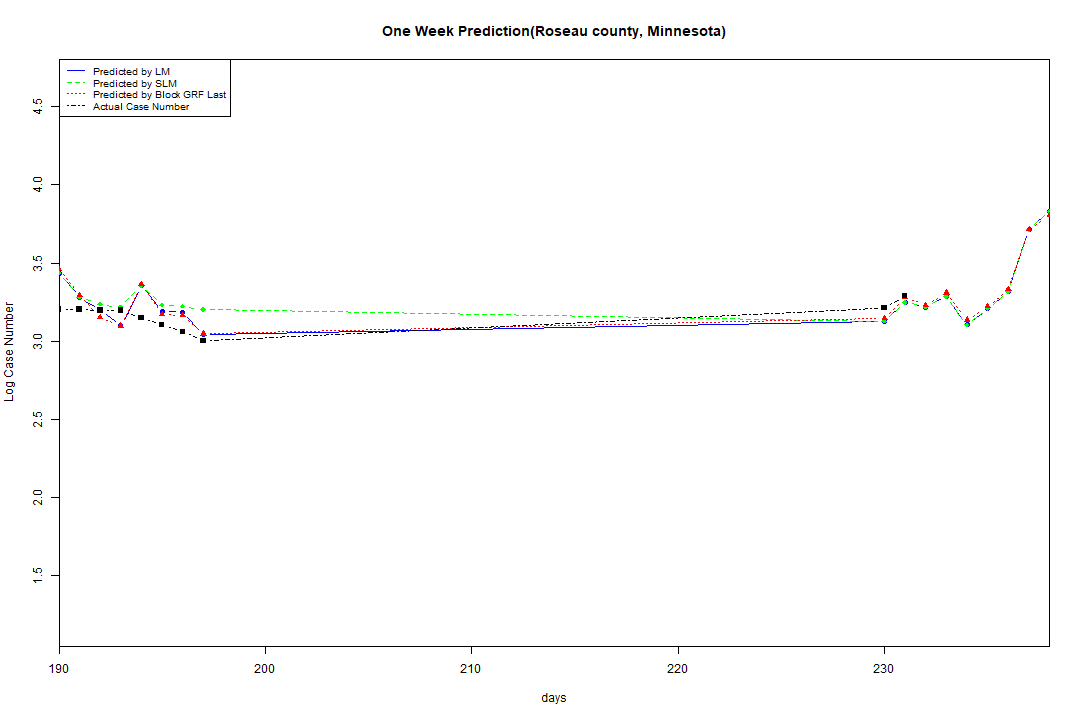 One Week Prediction(Roseau county, Minnesota)
Predicted by LM
Predicted by SLM
Predicted by Block GRF Last
Actual Case Number
4.5
4.0
3.5
3.0
2.5
2.0
1.5
Log Case Number
190 200 210 220 230
days